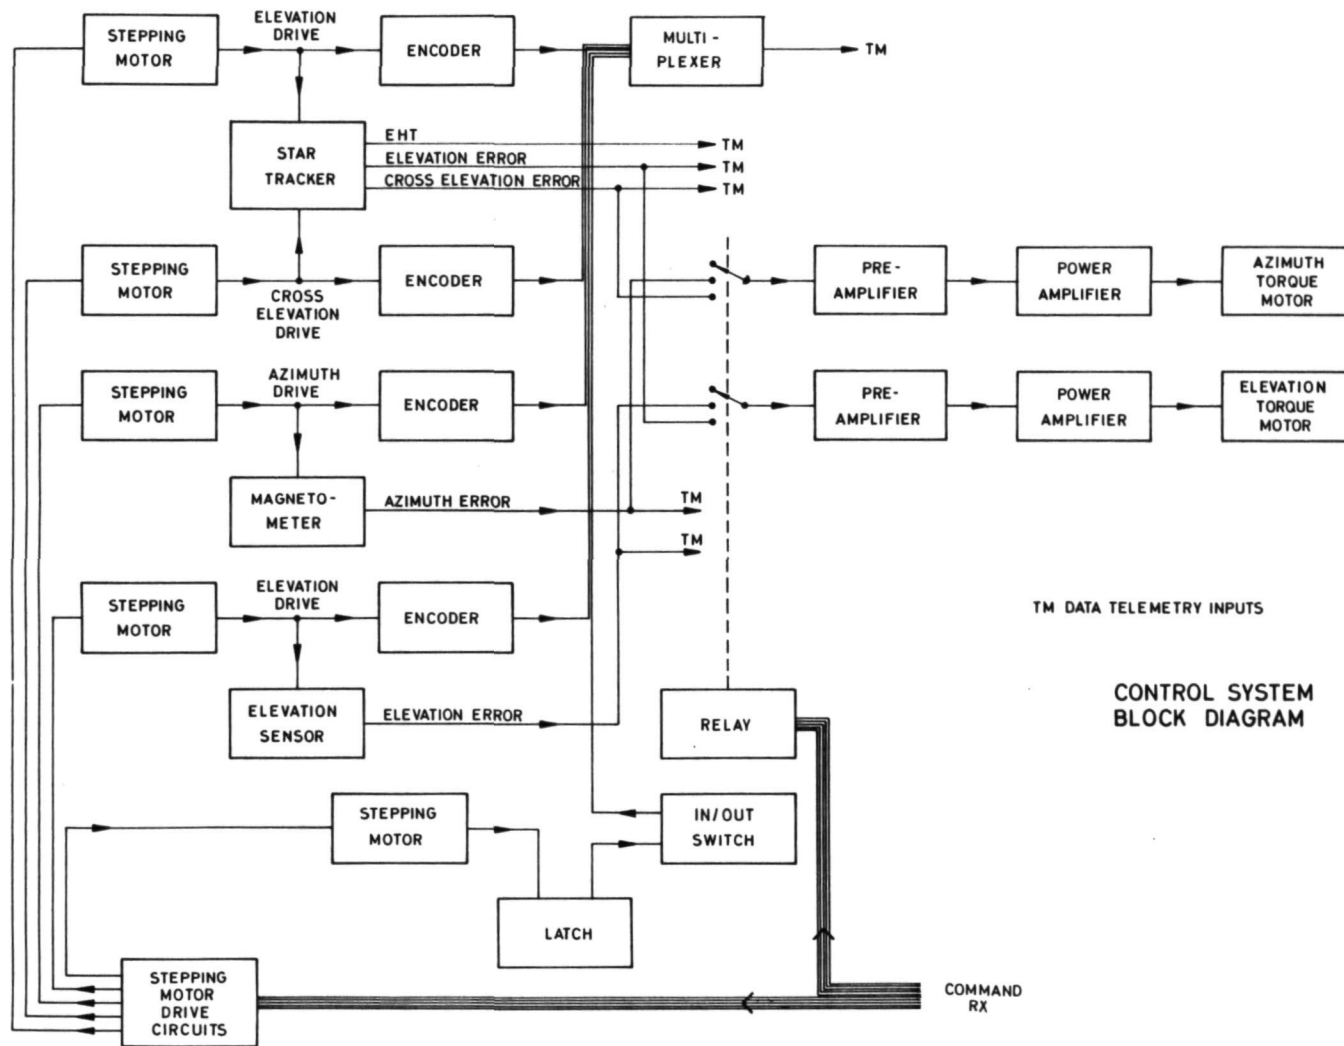 STEPPING
MOTOR
ELEVATION
DRIVE
ENCODER
MULTI -
PLEXER
TM
STAR
TRACKER
EHT
TM
ELEVATION ERROR
TM
CROSS ELEVATION ERROR
TM
STEPPING
MOTOR
CROSS
ELEVATION
DRIVE
ENCODER
PRE-
AMPLIFIER
POWER
AMPLIFIER
AZIMUTH
TORQUE
MOTOR
STEPPING
MOTOR
AZIMUTH
DRIVE
ENCODER
PRE-
AMPLIFIER
POWER
AMPLIFIER
ELEVATION
TORQUE
MOTOR
MAGNETO-
METER
AZIMUTH ERROR
TM
TM
STEPPING
MOTOR
ELEVATION
DRIVE
ENCODER
TM DATA TELEMETRY INPUTS
ELEVATION
SENSOR
ELEVATION ERROR
RELAY
CONTROL SYSTEM
BLOCK DIAGRAM
STEPPING
MOTOR
IN/OUT
SWITCH
LATCH
STEPPING
MOTOR
DRIVE
CIRCUITS
COMMAND
RX